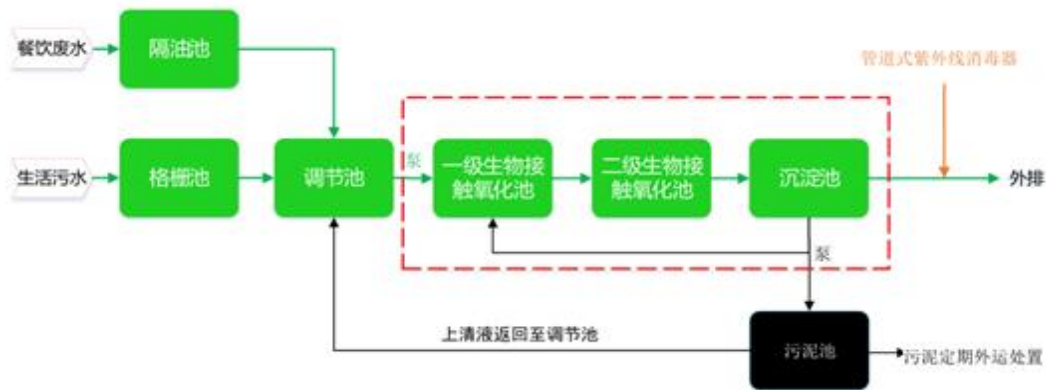 餐饮废水
隔油池
管道式紫外线消毒器
生活污水
格栅池
调节池
泵
一级生物接
触氧化池
二级生物接
触氧化池
沉淀池
外排
泵
上清液返回至调节池
污泥池
污泥定期外运处置